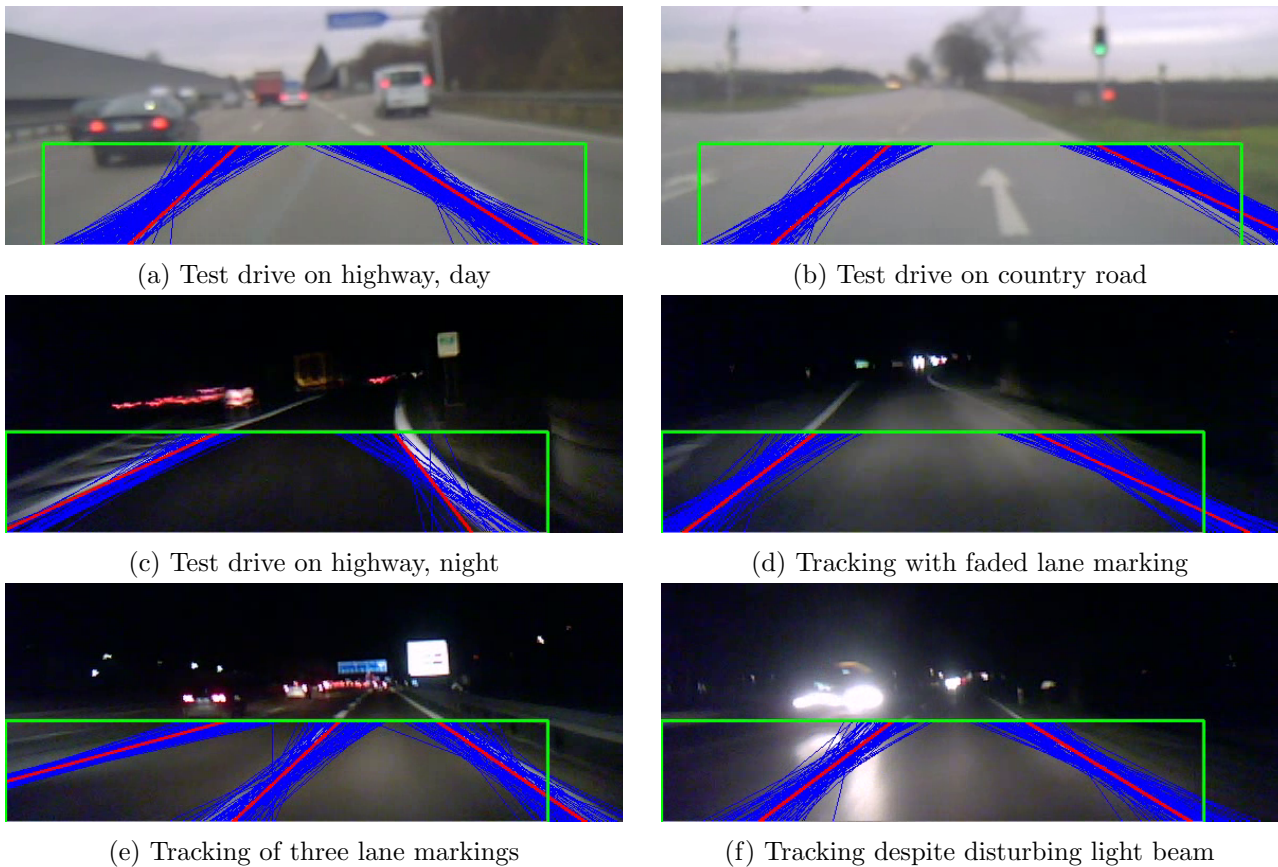 (a) Test drive on highway, day
(b) Test drive on country road
(c) Test drive on highway, night
(d) Tracking with faded lane marking
(e) Tracking of three lane markings
(f) Tracking despite disturbing light beam